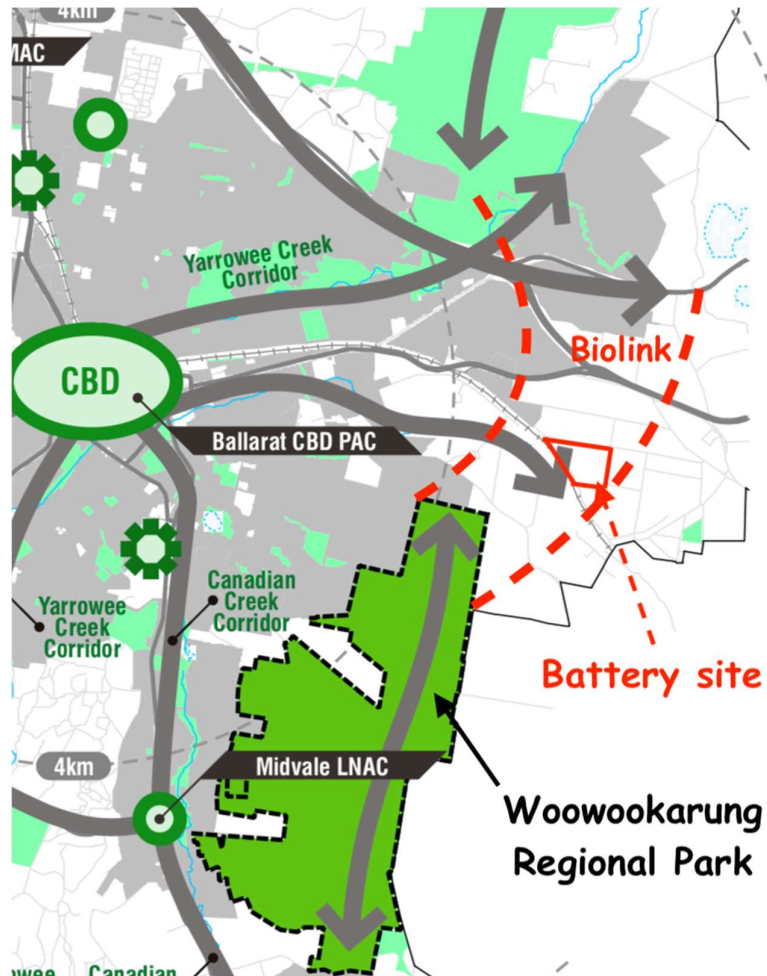 4km
MAC
Yarrowee Creek
Corridor
CBD
Biolink
Ballarat CBD PAC
Canadian
Creek
Corridor
Yarrowee
Creek
Corridor
Battery site
4km
Midvale LNAC
Woowookarung
Regional Park
Canadian